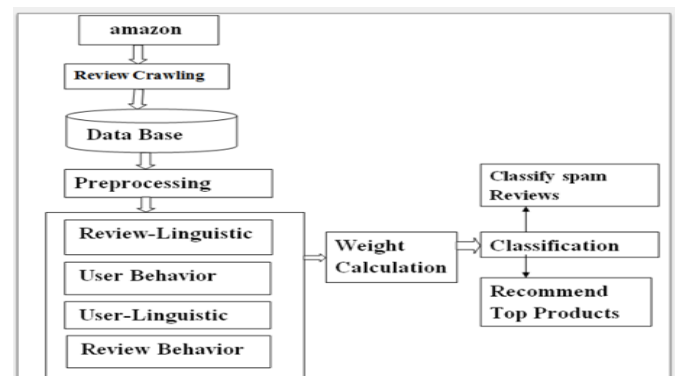 amazon
Review Crawling
Data Base
Preprocessing
Review-Linguistic
User Behavior
User-Linguistic
Review Behavior
Weight
Calculation
Classify spam
Reviews
Classification
Recommend
Top Products